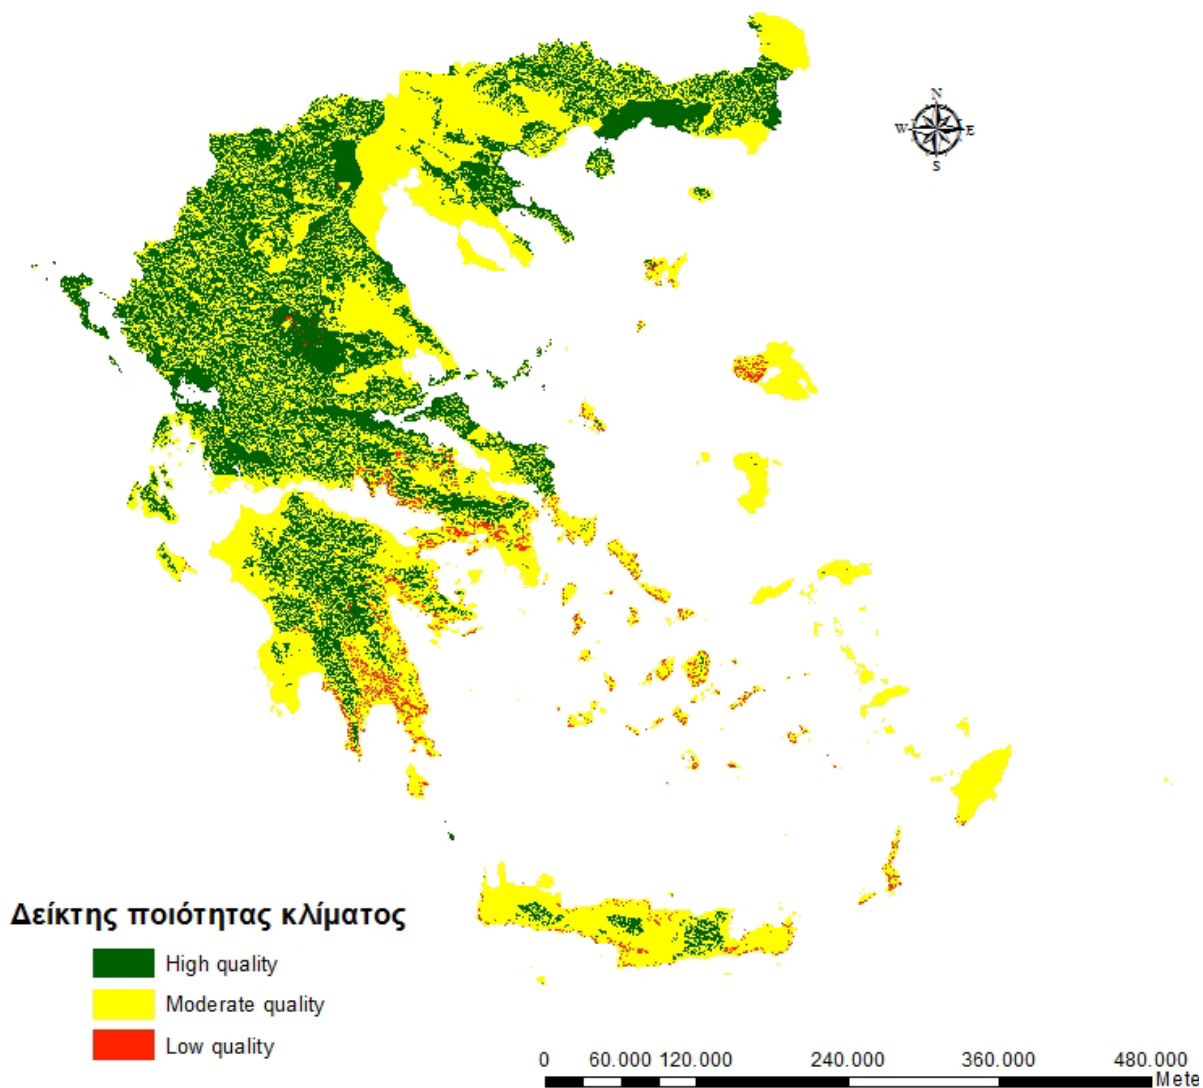 N
W E
S
Δείκτης ποιότητας κλίματος
High quality
Moderate quality
Low quality
0 60.000 120.000 240.000 360.000 480.000
Mete